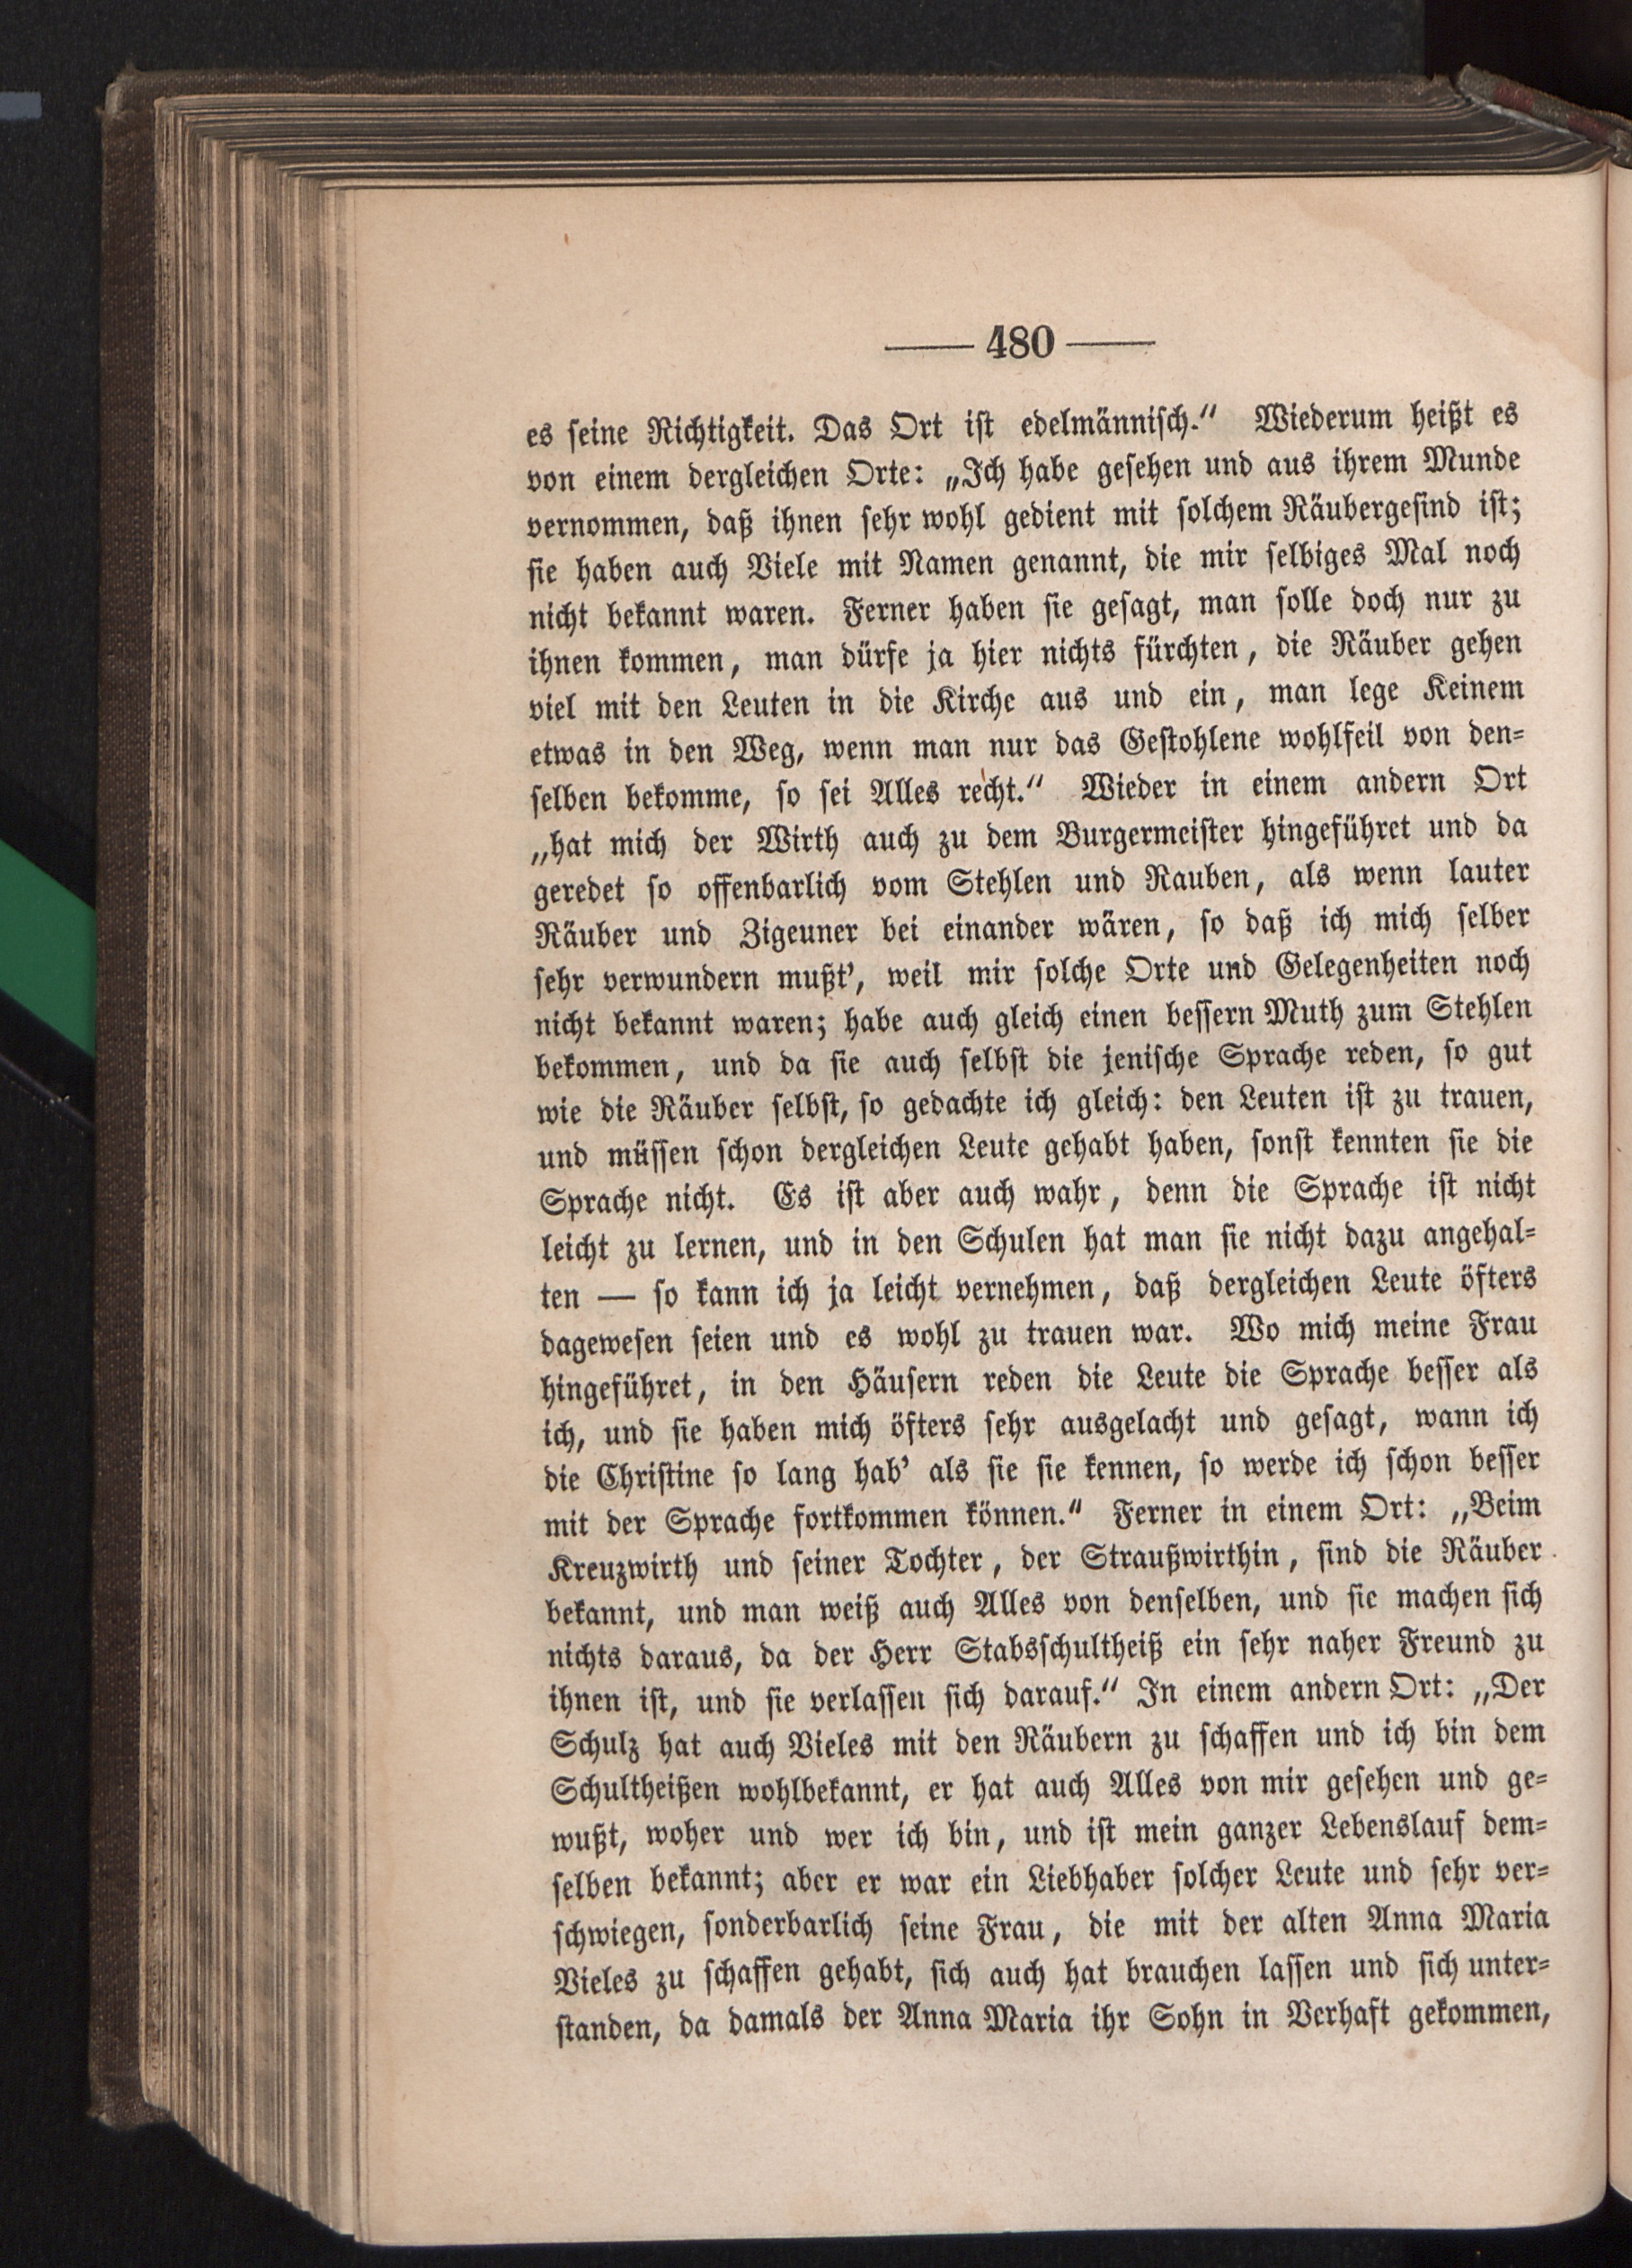 — 480 —
es seine Richtigkeit. Das Ort ist edelmännisch.“ Wiederum heißt es
von einem dergleichen Orte: „Ich habe gesehen und aus ihrem Munde
vernommen, daß ihnen sehr wohl gedient mit solchem Räubergesind ist;
sie haben auch Viele mit Namen genannt, die mir selbiges Mal noch
nicht bekannt waren. Ferner haben sie gesagt, man solle doch nur zu
ihnen kommen, man dürfe ja hier nichts fürchten, die Räuber gehen
viel mit den Leuten in die Kirche aus und ein, man lege Keinem
etwas in den Weg, wenn man nur das Gestohlene wohlfeil von den-
selben bekomme, so sei Alles recht.“ Wieder in einem andern Ort
„hat mich der Wirth auch zu dem Burgermeister hingeführet und da
geredet so offenbarlich vom Stehlen und Rauben, als wenn lauter
Räuber und Zigeuner bei einander wären, so daß ich mich selber
sehr verwundern mußt’, weil mir solche Orte und Gelegenheiten noch
nicht bekannt waren; habe auch gleich einen bessern Muth zum Stehlen
bekommen, und da sie auch selbst die jenische Sprache reden, so gut
wie die Räuber selbst, so gedachte ich gleich: den Leuten ist zu trauen,
und müssen schon dergleichen Leute gehabt haben, sonst kennten sie die
Sprache nicht. Es ist aber auch wahr, denn die Sprache ist nicht
leicht zu lernen, und in den Schulen hat man sie nicht dazu angehal-
ten — so kann ich ja leicht vernehmen, daß dergleichen Leute öfters
dagewesen seien und es wohl zu trauen war. Wo mich meine Frau
hingeführet, in den Häusern reden die Leute die Sprache besser als
ich, und sie haben mich öfters sehr ausgelacht und gesagt, wann ich
die Christine so lang hab’ als sie sie kennen, so werde ich schon besser
mit der Sprache fortkommen können.“ Ferner in einem Ort: „Beim
Kreuzwirth und seiner Tochter, der Straußwirthin, sind die Räuber
bekannt, und man weiß auch Alles von denselben, und sie machen sich
nichts daraus, da der Herr Stabsschultheiß ein sehr naher Freund zu
ihnen ist, und sie verlassen sich darauf.“ In einem andern Ort: „Der
Schulz hat auch Vieles mit den Räubern zu schaffen und ich bin dem
Schultheißen wohlbekannt, er hat auch Alles von mir gesehen und ge-
wußt, woher und wer ich bin, und ist mein ganzer Lebenslauf dem-
selben bekannt; aber er war ein Liebhaber solcher Leute und sehr ver-
schwiegen, sonderbarlich seine Frau, die mit der alten Anna Maria
Vieles zu schaffen gehabt, sich auch hat brauchen lassen und sich unter-
standen, da damals der Anna Maria ihr Sohn in Verhaft gekommen,